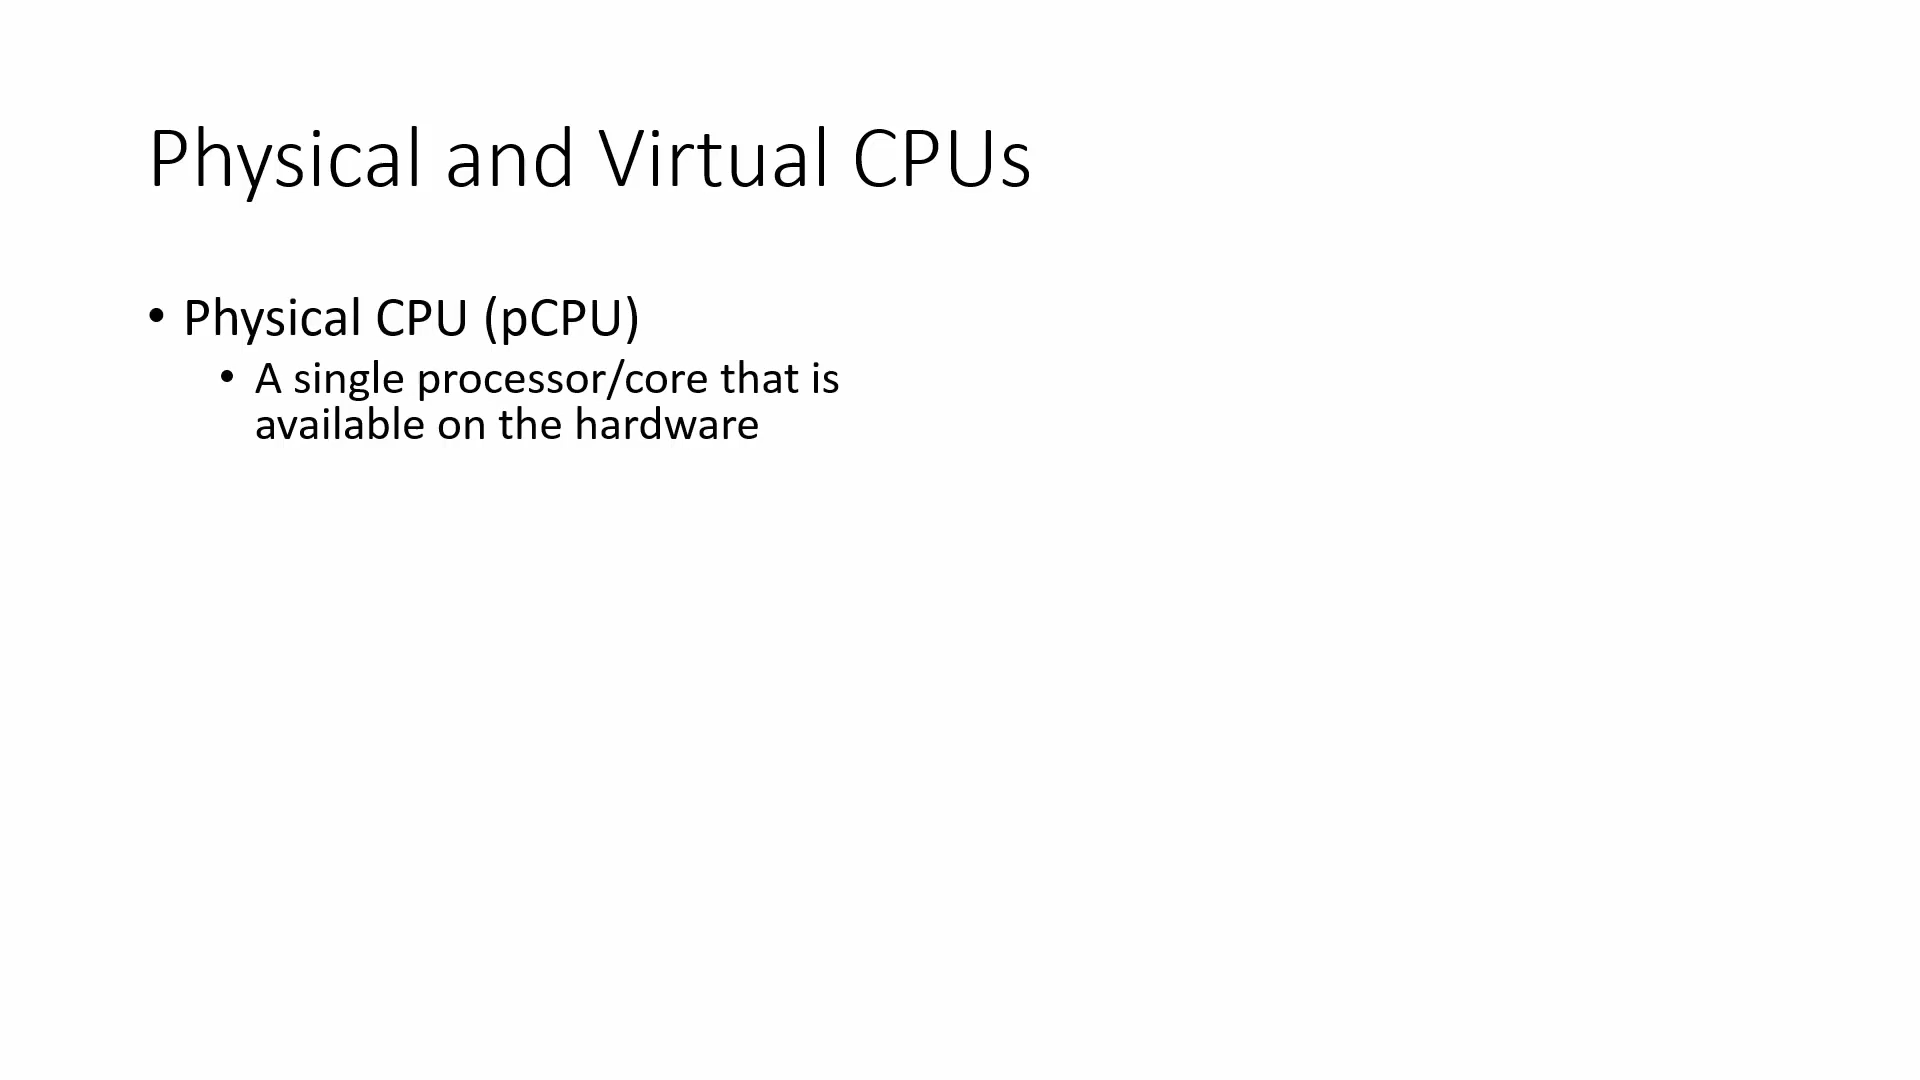 Physical and Virtual CPUs
• Physical CPU (pCPU)
• A single processor/core that is
available on the hardware